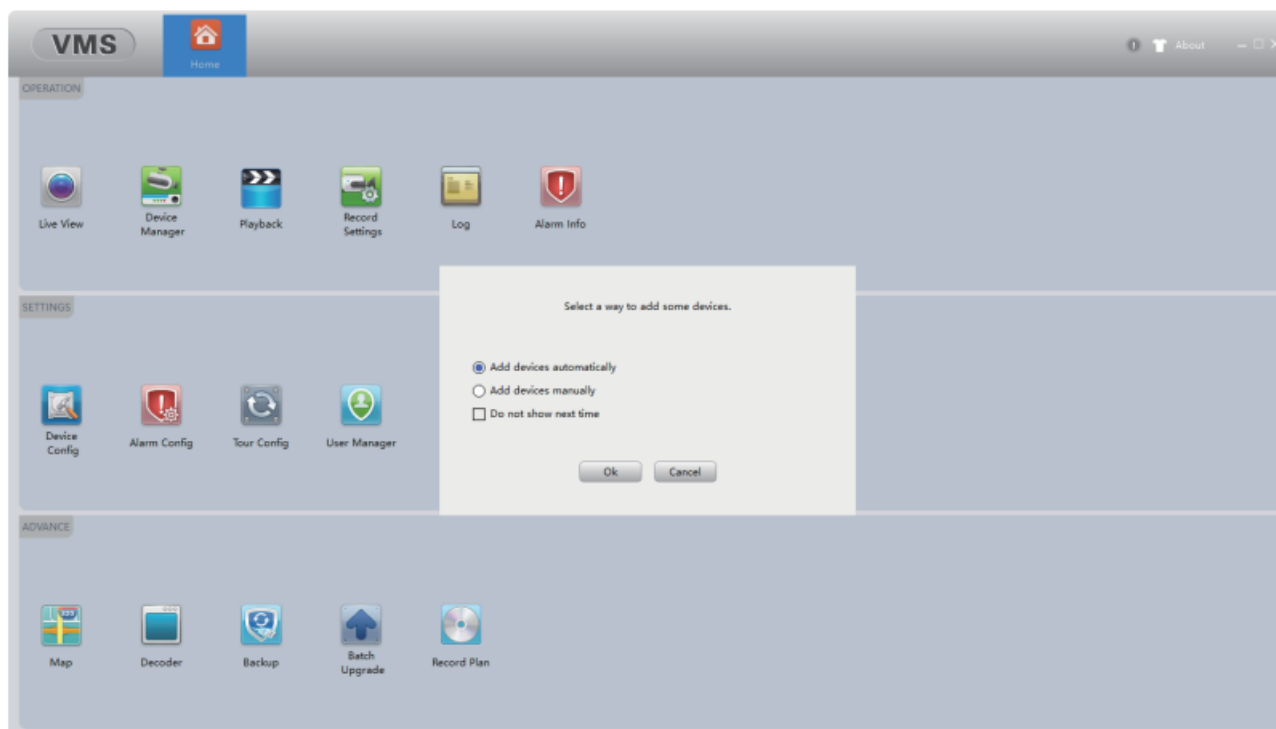 VMS
Home
About
OPERATION
Live View
Device
Manager
Playback
Record
Settings
Log
Alarm Info
SETTINGS
Select a way to add some devices.
Add devices automatically
Add devices manually
Do not show next time
Ok
Cancel
Device
Config
Alarm Config
Tour Config
User Manager
ADVANCE
Map
Decoder
Backup
Batch
Upgrade
Record Plan